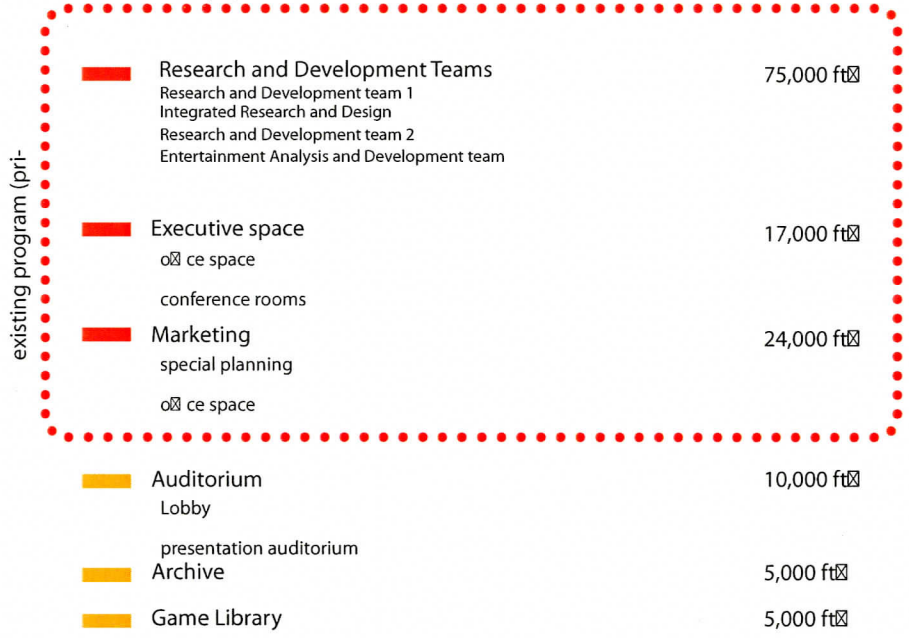 existing program (pri-
Research and Development Teams 75,000 ft☒
Research and Development team 1
Integrated Research and Design
Research and Development team 2
Entertainment Analysis and Development team
Executive space 17,000 ft☒
o☒ ce space
conference rooms
Marketing 24,000 ft☒
special planning
o☒ ce space
Auditorium 10,000 ft☒
Lobby
presentation auditorium
Archive 5,000 ft☒
Game Library 5,000 ft☒